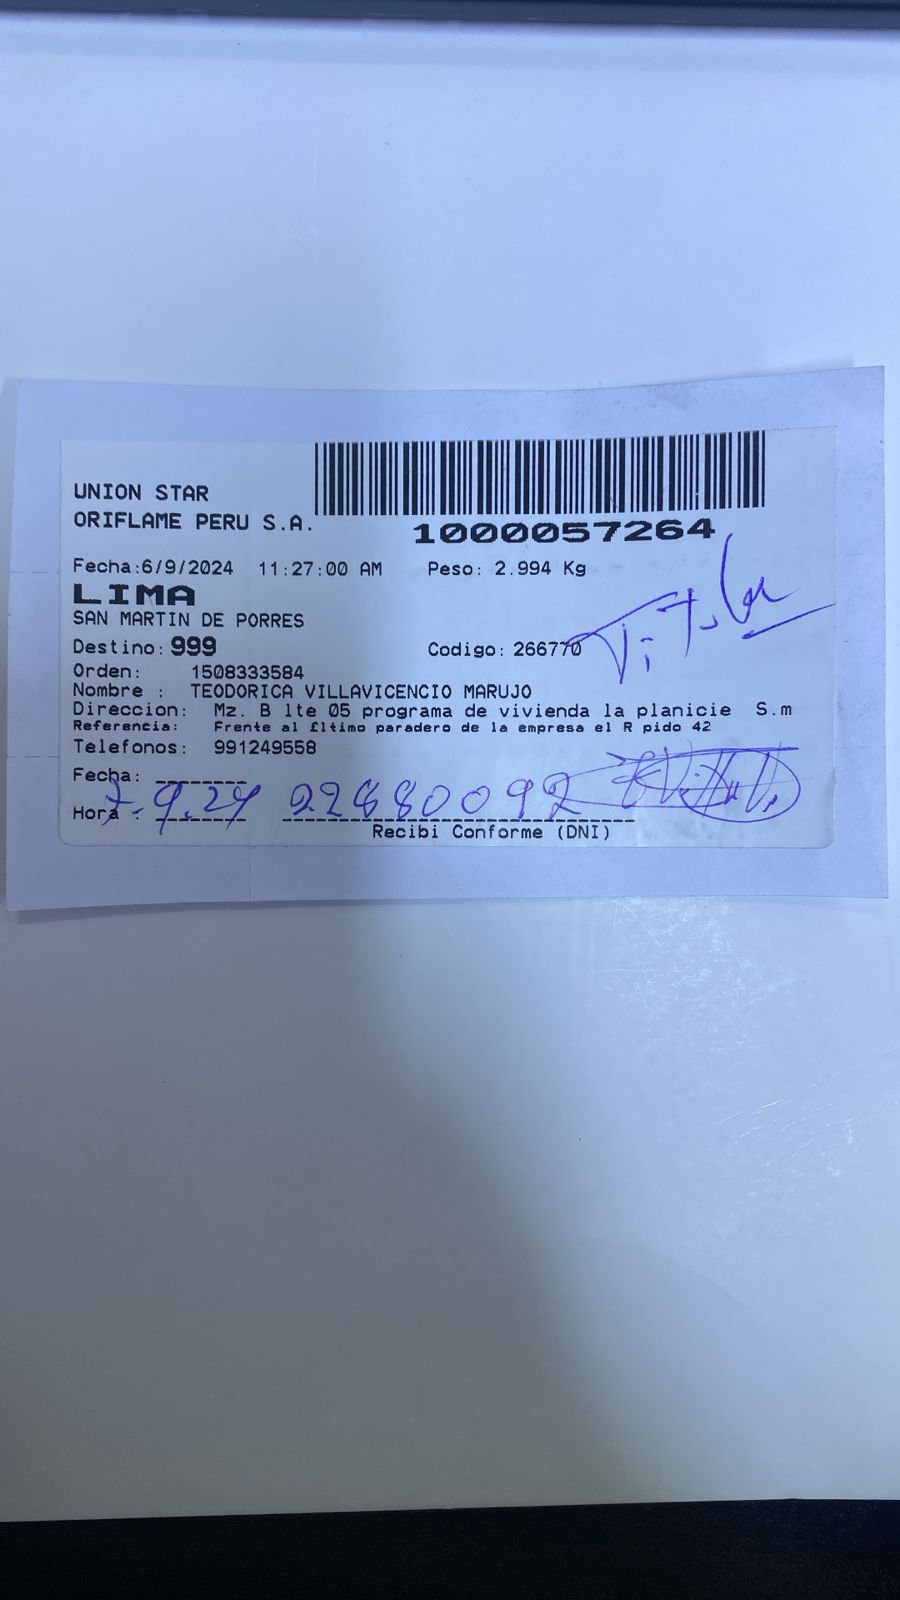 UNION STAR
ORIFLAME PERU S.A.
1000057264
Fecha:6/9/2024 11:27:00 AM Peso: 2.994 Kg
LIMA
SAN MARTIN DE PORRES
Destino: 999 Codigo: 266770
Titular
Orden: 1508333584
Nombre : TEODORICA VILLAVICENCIO MARUJO
Direccion: Mz. B lte 05 programa de vivienda la planicie S.m
Referencia: Frente al £ltimo paradero de la empresa el R pido 42
Telefonos: 991249558
Fecha:
Hora : 7.9.24 22880092
Recibi Conforme (DNI)